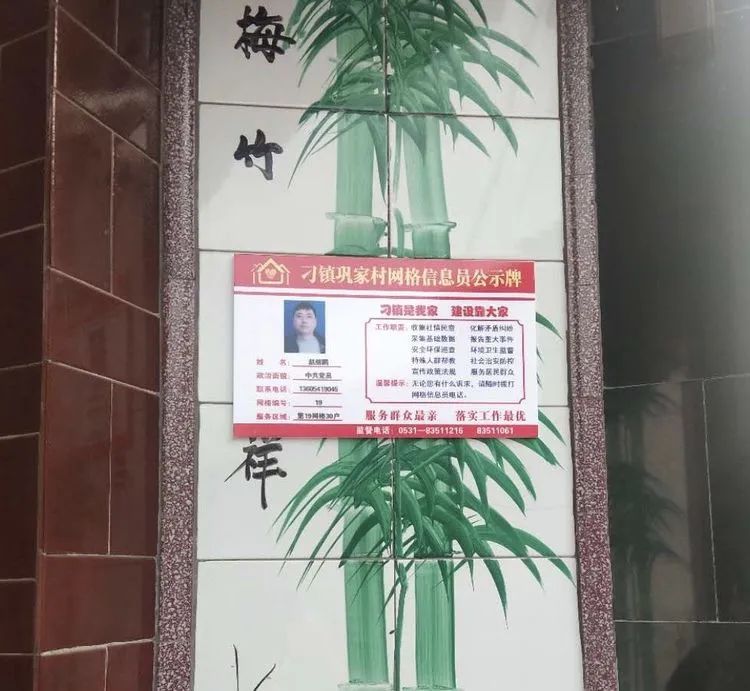 梅
竹
刁镇巩家村网格信息员公示牌
刁镇是我家 建设靠大家
工作职责：收集社情民意 化解矛盾纠纷
采集基础数据 报告重大事件
安全环保巡查 环境卫生监督
特殊人群帮教 社会治安防控
宣传政策法规 服务居民群众
温馨提示：无论您有什么诉求，请随时拨打
网格信息员电话。
姓名：
政治面貌：中共党员
联系电话：13605419046
网格编号：19
服务区域：第19网格30户
服务群众最亲 落实工作最优
监督电话：0531—83511216 83511061
祥